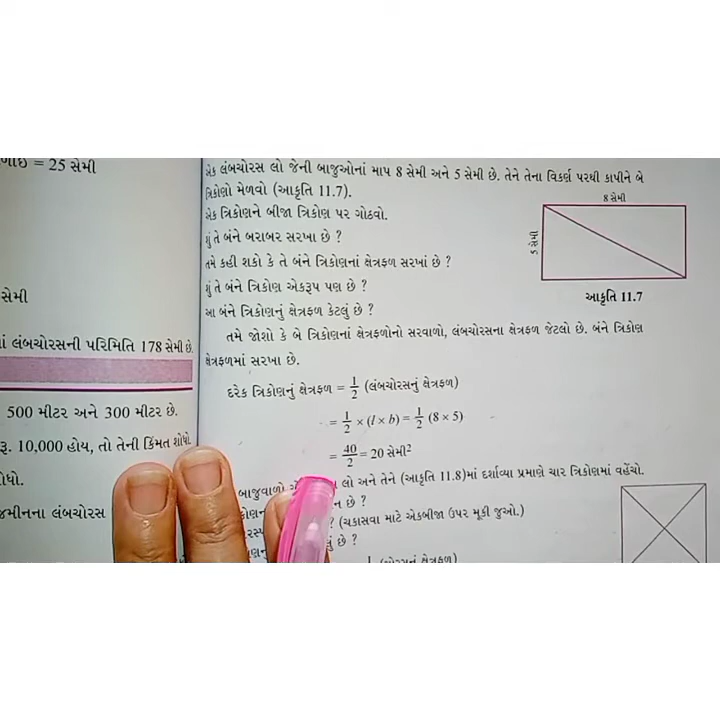 = 25 સેમી
સેમી
લંબચોરસની પરિમિતિ 178 સેમી છે.
500 મીટર અને 300 મીટર છે.
રૂ. 10,000 હોય, તો તેની કિંમત શોધો.
જમીનના લંબચોરસ
એક લંબચોરસ લો જેની બાજુઓનાં માપ 8 સેમી અને 5 સેમી છે. તેને તેના વિકર્ણ પરથી કાપીને બે
ત્રિકોણો મેળવો (આકૃતિ 11.7).
એક ત્રિકોણને બીજા ત્રિકોણ પર ગોઠવો.
શું તે બંને બરાબર સરખા છે ?
તમે કહી શકો કે તે બંને ત્રિકોણનાં ક્ષેત્રફળ સરખાં છે ?
શું તે બંને ત્રિકોણ એકરૂપ પણ છે ?
આ બંને ત્રિકોણનું ક્ષેત્રફળ કેટલું છે ?
8 સેમી
5 સેમી
આકૃતિ 11.7
તમે જોશો કે બે ત્રિકોણનાં ક્ષેત્રફળોનો સરવાળો, લંબચોરસના ક્ષેત્રફળ જેટલો છે. બંને ત્રિકોણ
ક્ષેત્રફળમાં સરખા છે.
દરેક ત્રિકોણનું ક્ષેત્રફળ = 1/2 (લંબચોરસનું ક્ષેત્રફળ)
= 1/2 × (l × b) = 1/2 (8 × 5)
= 40/2 = 20 સેમી²
બાજુવાળો લો અને તેને (આકૃતિ 11.8)માં દર્શાવ્યા પ્રમાણે ચાર ત્રિકોણમાં વહેંચો.
છે ?
? (ચકાસવા માટે એકબીજા ઉપર મૂકી જુઓ.)
છે ?